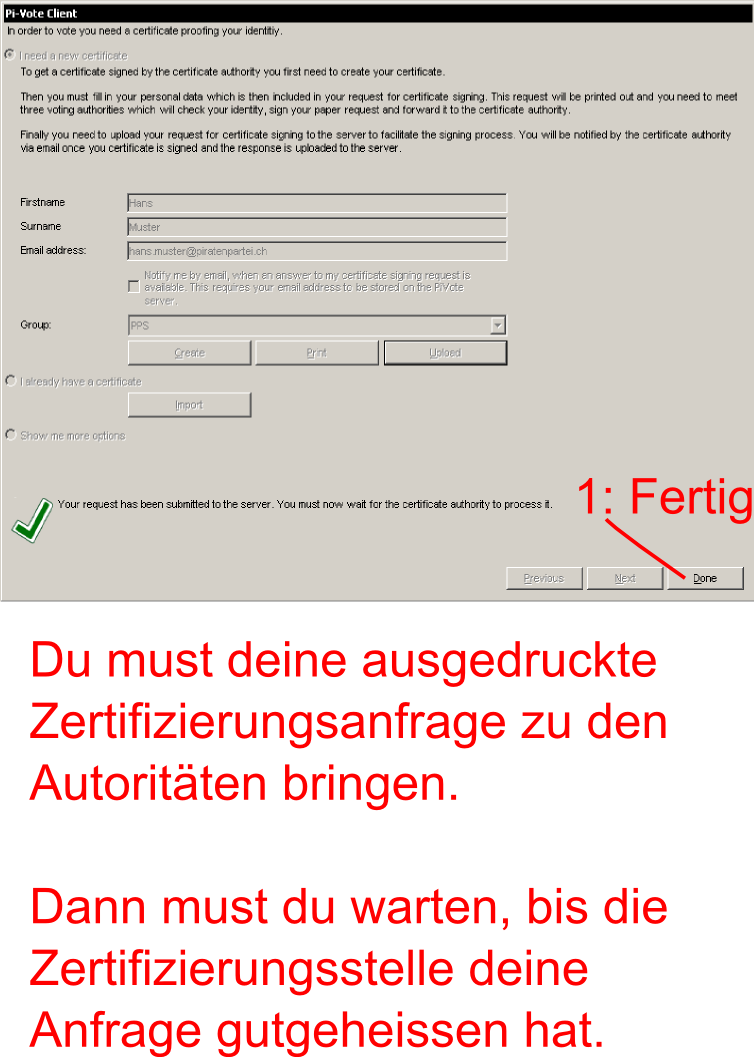 Pi-Vote Client
In order to vote you need a certificate proofing your identitiy.
I need a new certificate
To get a certificate signed by the certificate authority you first need to create your certificate.
Then you must fill in your personal data which is then included in your request for certificate signing. This request will be printed out and you need to meet
three voting authorities which will check your identity, sign your paper request and forward it to the certificate authority.
Finally you need to upload your request for certificate signing to the server to facilitate the signing process. You will be notified by the certificate authority
via email once you certificate is signed and the response is uploaded to the server.
Firstname Hans
Surname Muster
Email address: hans.muster@piratenpartei.ch
Notify me by email, when an answer to my certificate signing request is
available. This requires your email address to be stored on the PiVote
server.
Group: PPS
Create Print Upload
I already have a certificate
Import
Show me more options
1: Fertig
Your request has been submitted to the server. You must now wait for the certificate authority to process it.
Previous Next Done
Du must deine ausgedruckte
Zertifizierungsanfrage zu den
Autoritäten bringen.
Dann must du warten, bis die
Zertifizierungsstelle deine
Anfrage gutgeheissen hat.